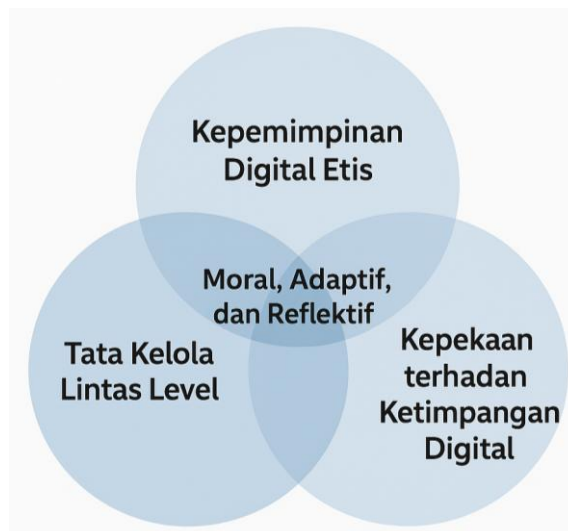 Kepemimpinan
Digital Etis
Moral, Adaptif,
dan Reflektif
Tata Kelola
Lintas Level
Kepekaan
terhadan
Ketimpangan
Digital